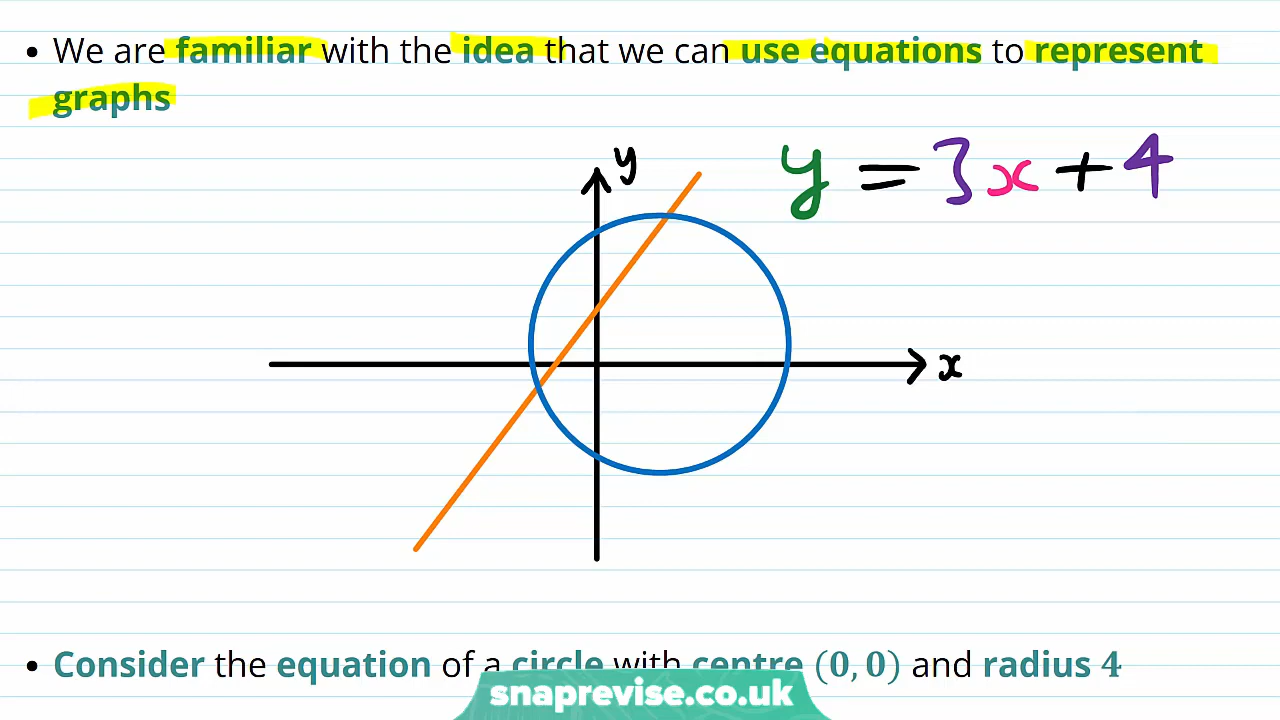 • We are familiar with the idea that we can use equations to represent
graphs
y
y = 3x + 4
x
• Consider the equation of a circle with centre (0, 0) and radius 4
snaprevise.co.uk